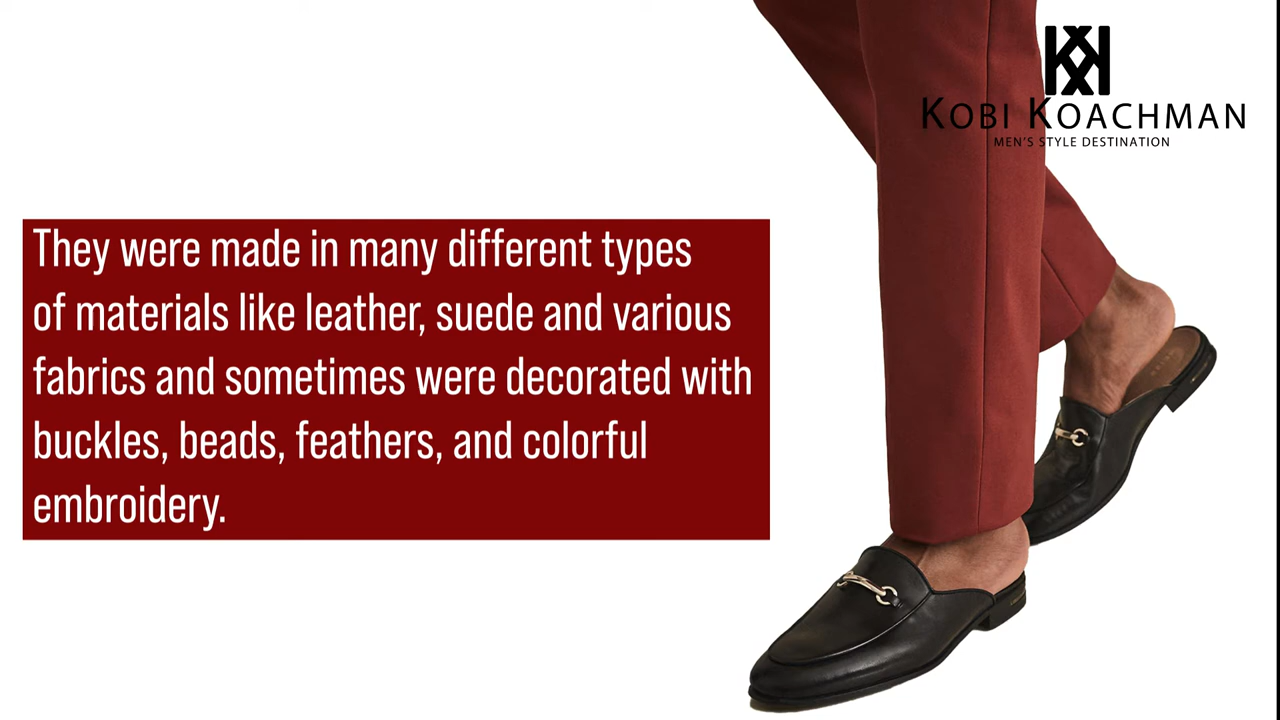 KOBI KOACHMAN
MEN'S STYLE DESTINATION
They were made in many different types
of materials like leather, suede and various
fabrics and sometimes were decorated with
buckles, beads, feathers, and colorful
embroidery.